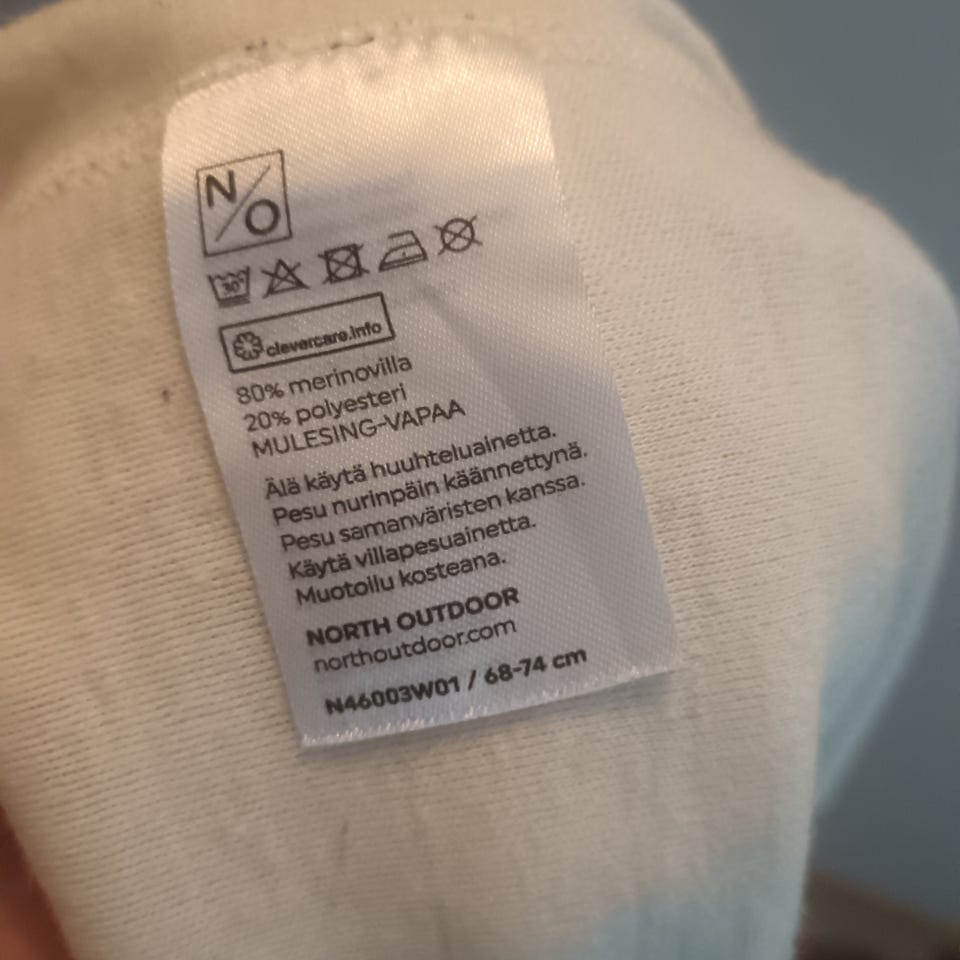 N/O
30°
clevercare.info
80% merinovilla
20% polyesteri
MULESING-VAPAA
Älä käytä huuhteluainetta.
Pesu nurinpäin käännettynä.
Pesu samanväristen kanssa.
Käytä villapesuainetta.
Muotoilu kosteana.
NORTH OUTDOOR
northoutdoor.com
N46003W01 / 68-74 cm